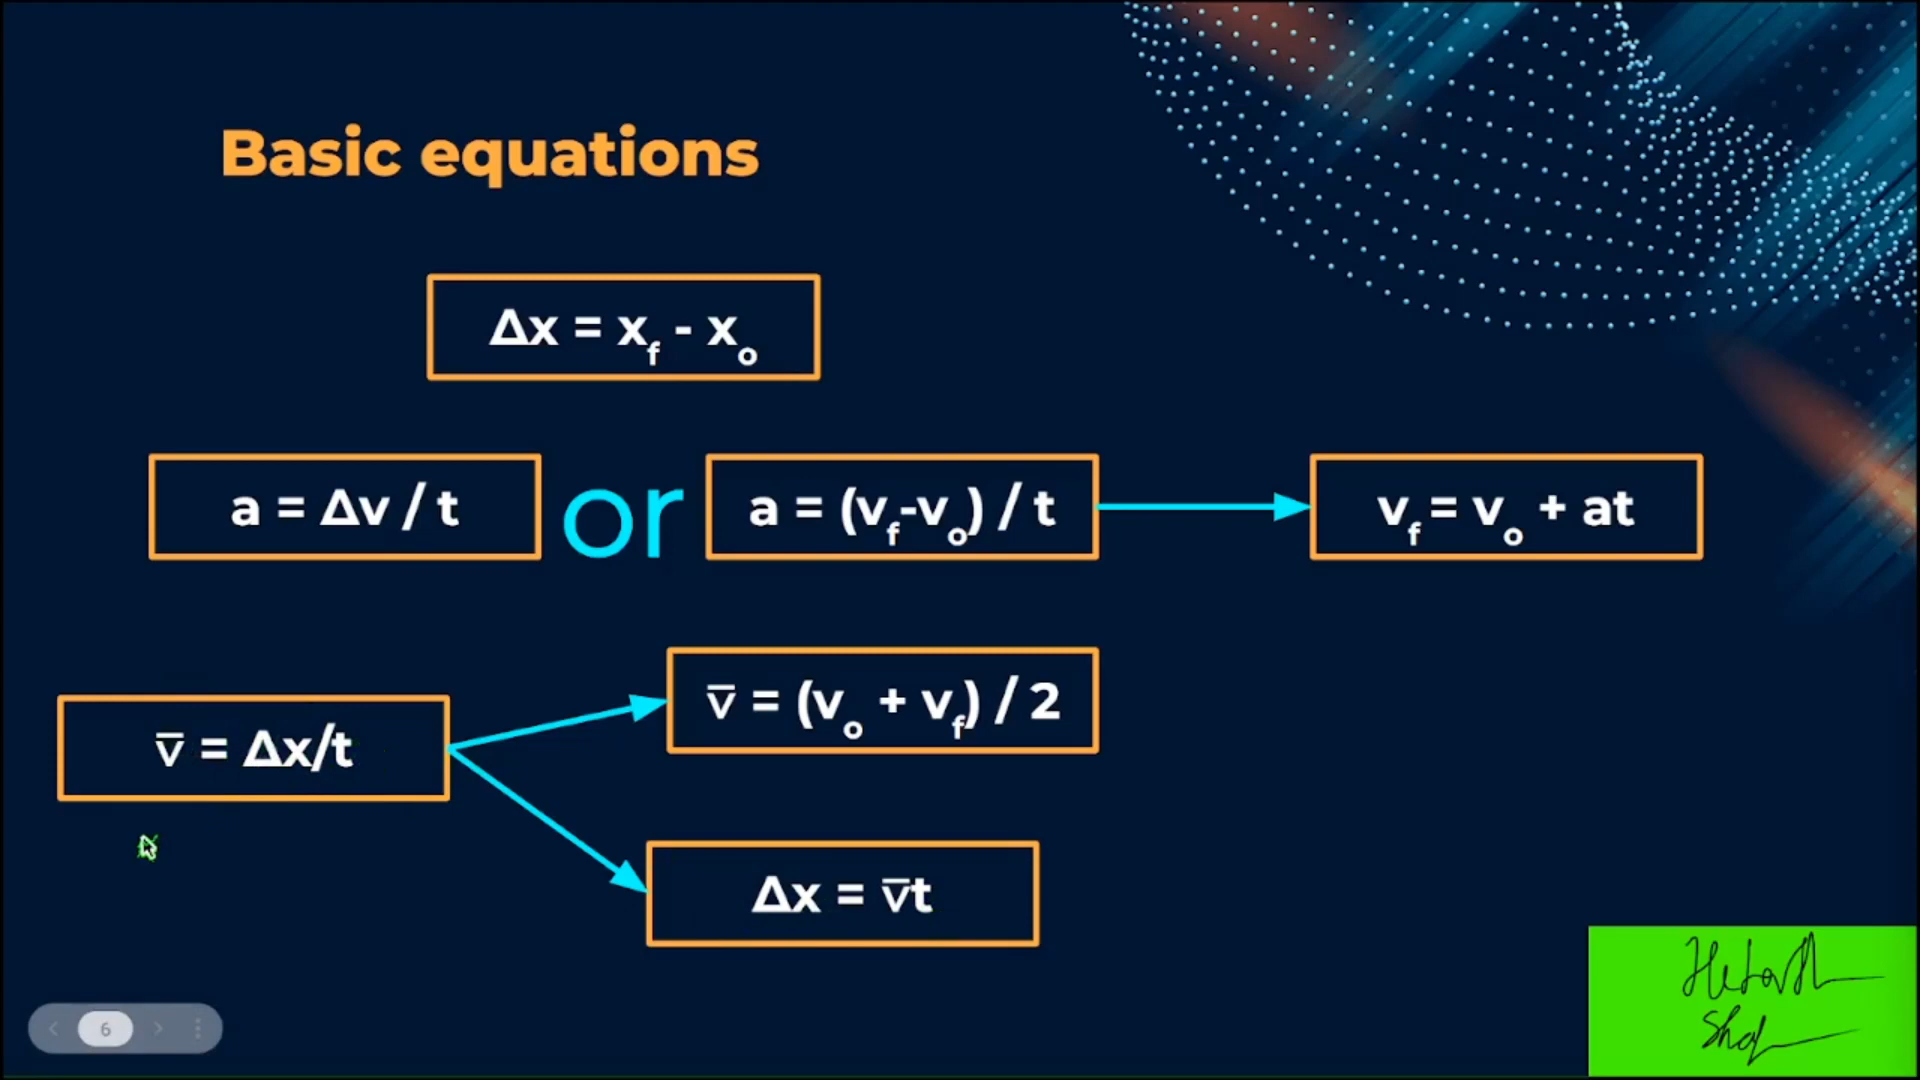 Basic equations
Δx = xf - xo
a = Δv / t or a = (vf-vo) / t vf = vo + at
v̅ = (vo + vf) / 2
v̅ = Δx/t
Δx = v̅t
6